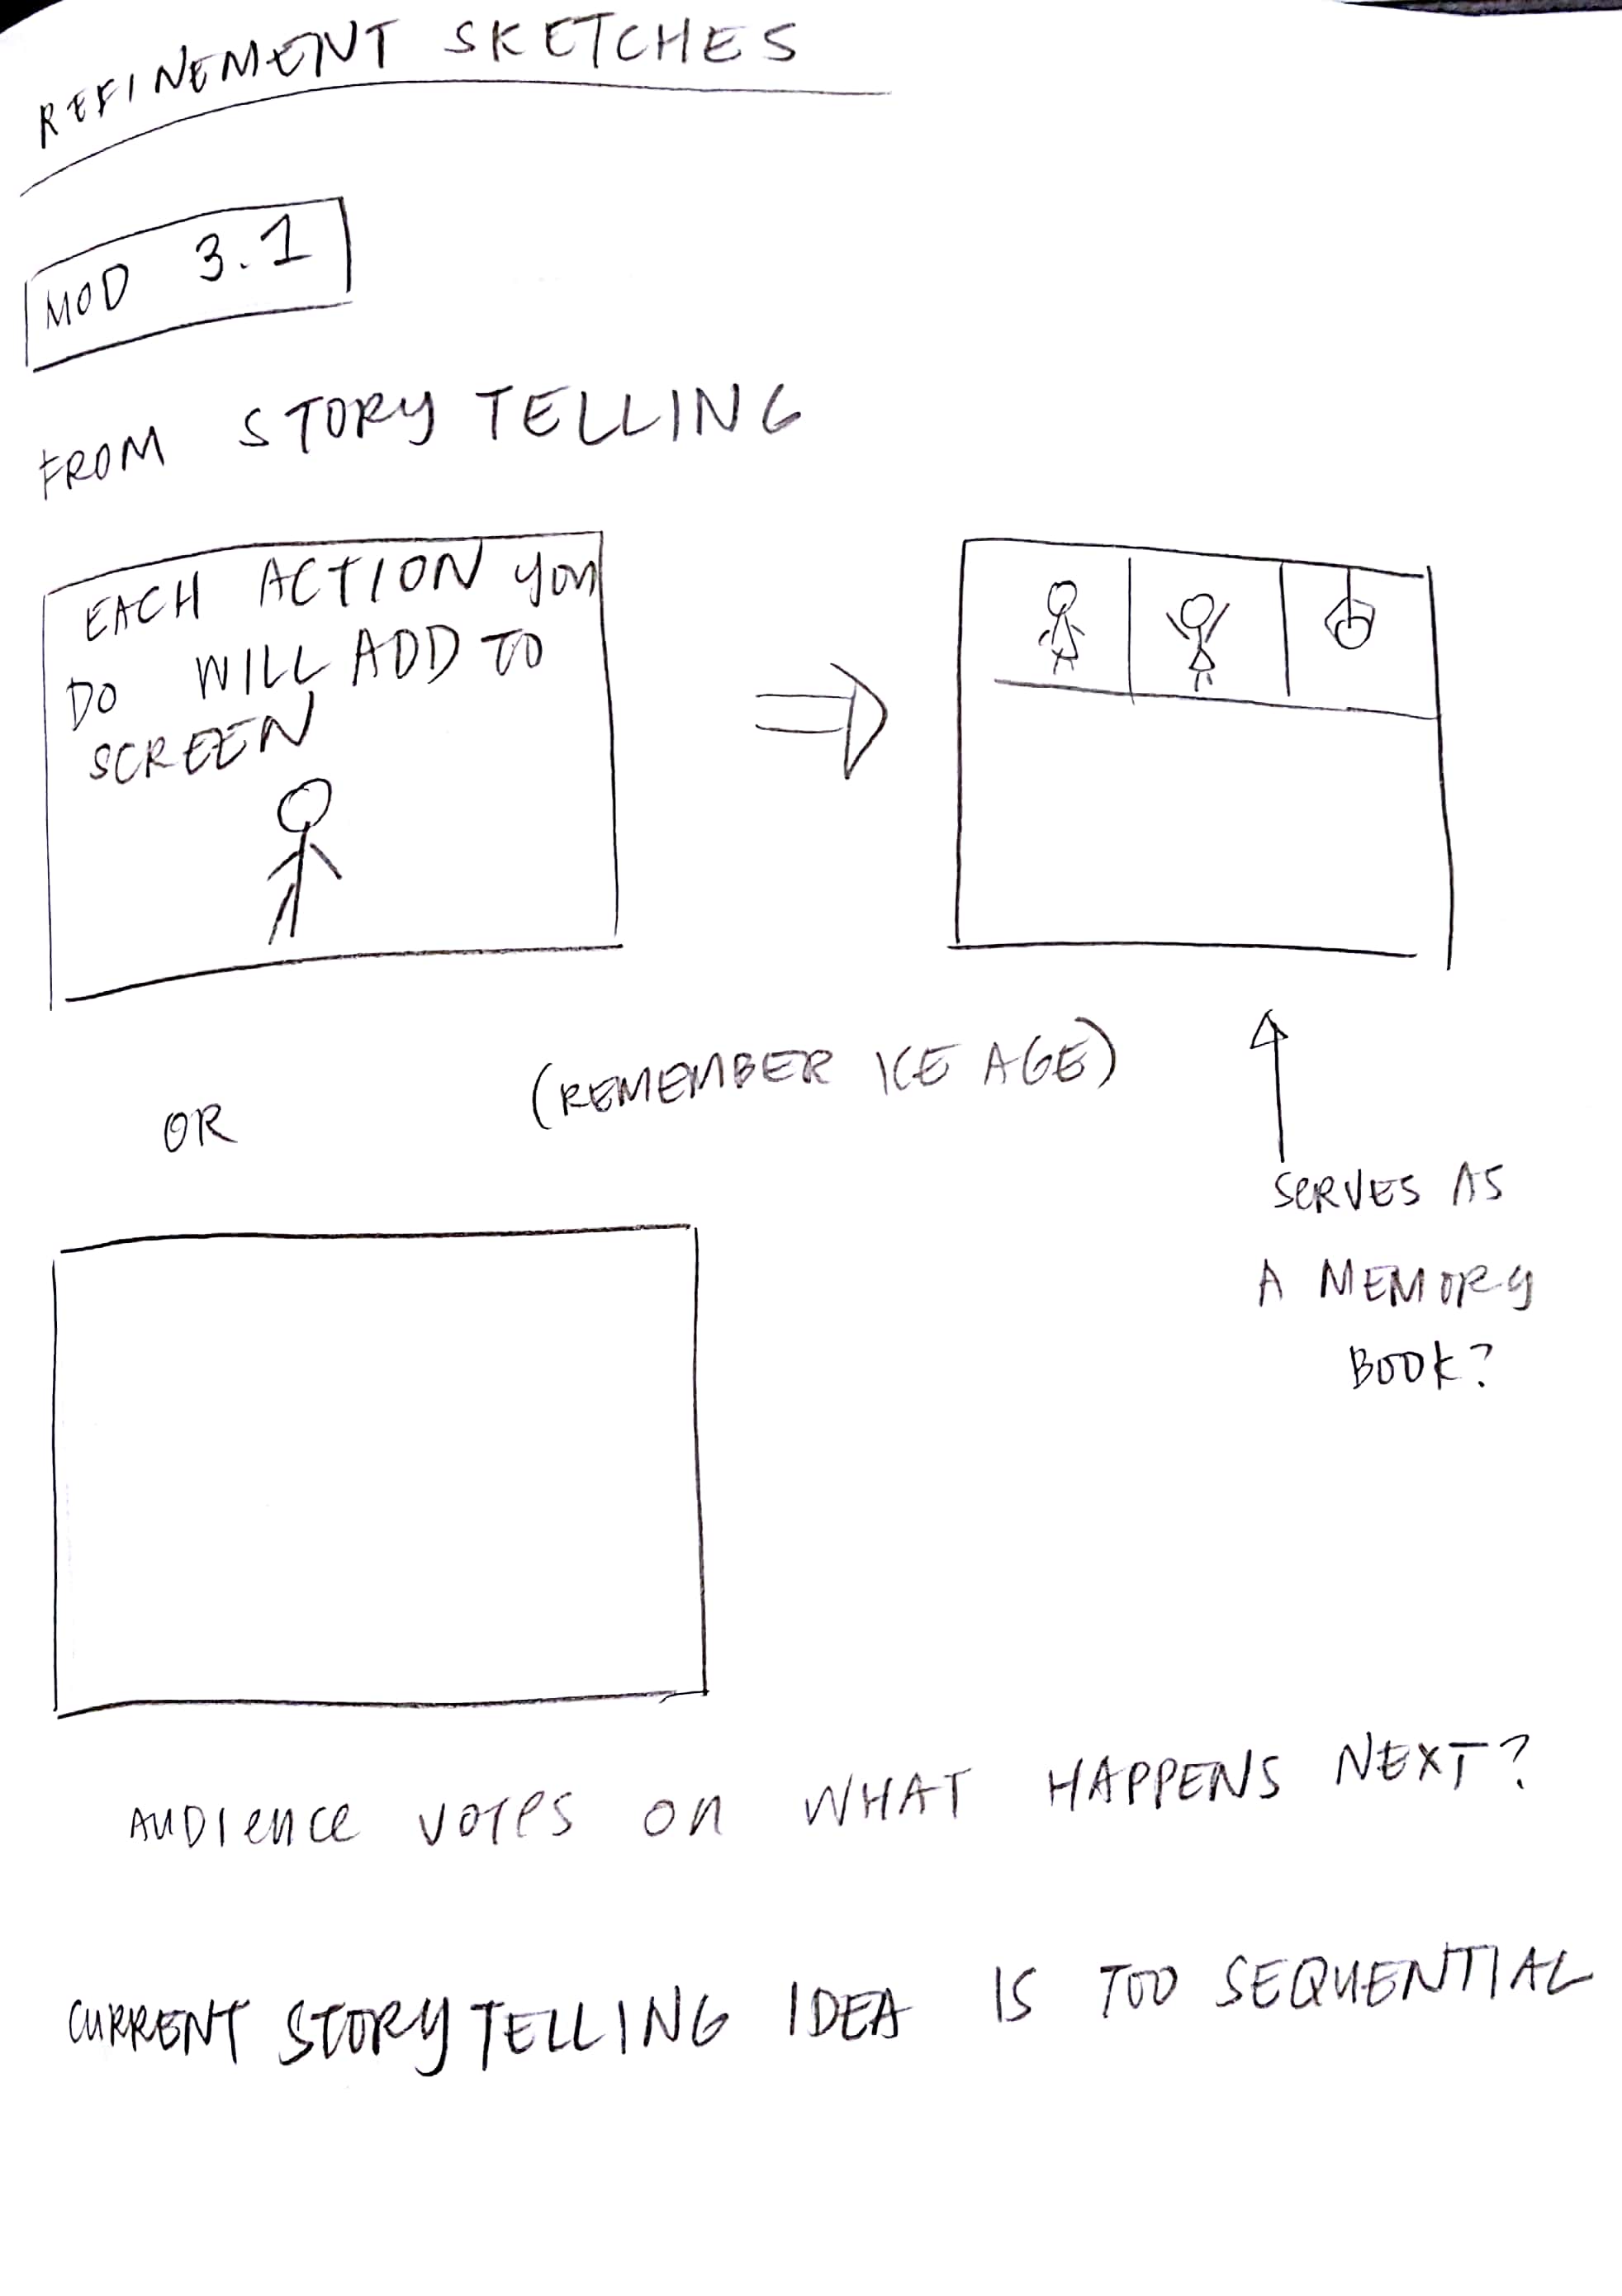 REFINEMENT SKETCHES
MOD 3.1
FROM STORY TELLING
EACH ACTION YOU
DO WILL ADD TO
SCREEN
OR
(REMEMBER ICE AGE)
SERVES AS
A MEMORY
BOOK?
AUDIENCE VOTES ON WHAT HAPPENS NEXT?
CURRENT STORY TELLING IDEA IS TOO SEQUENTIAL